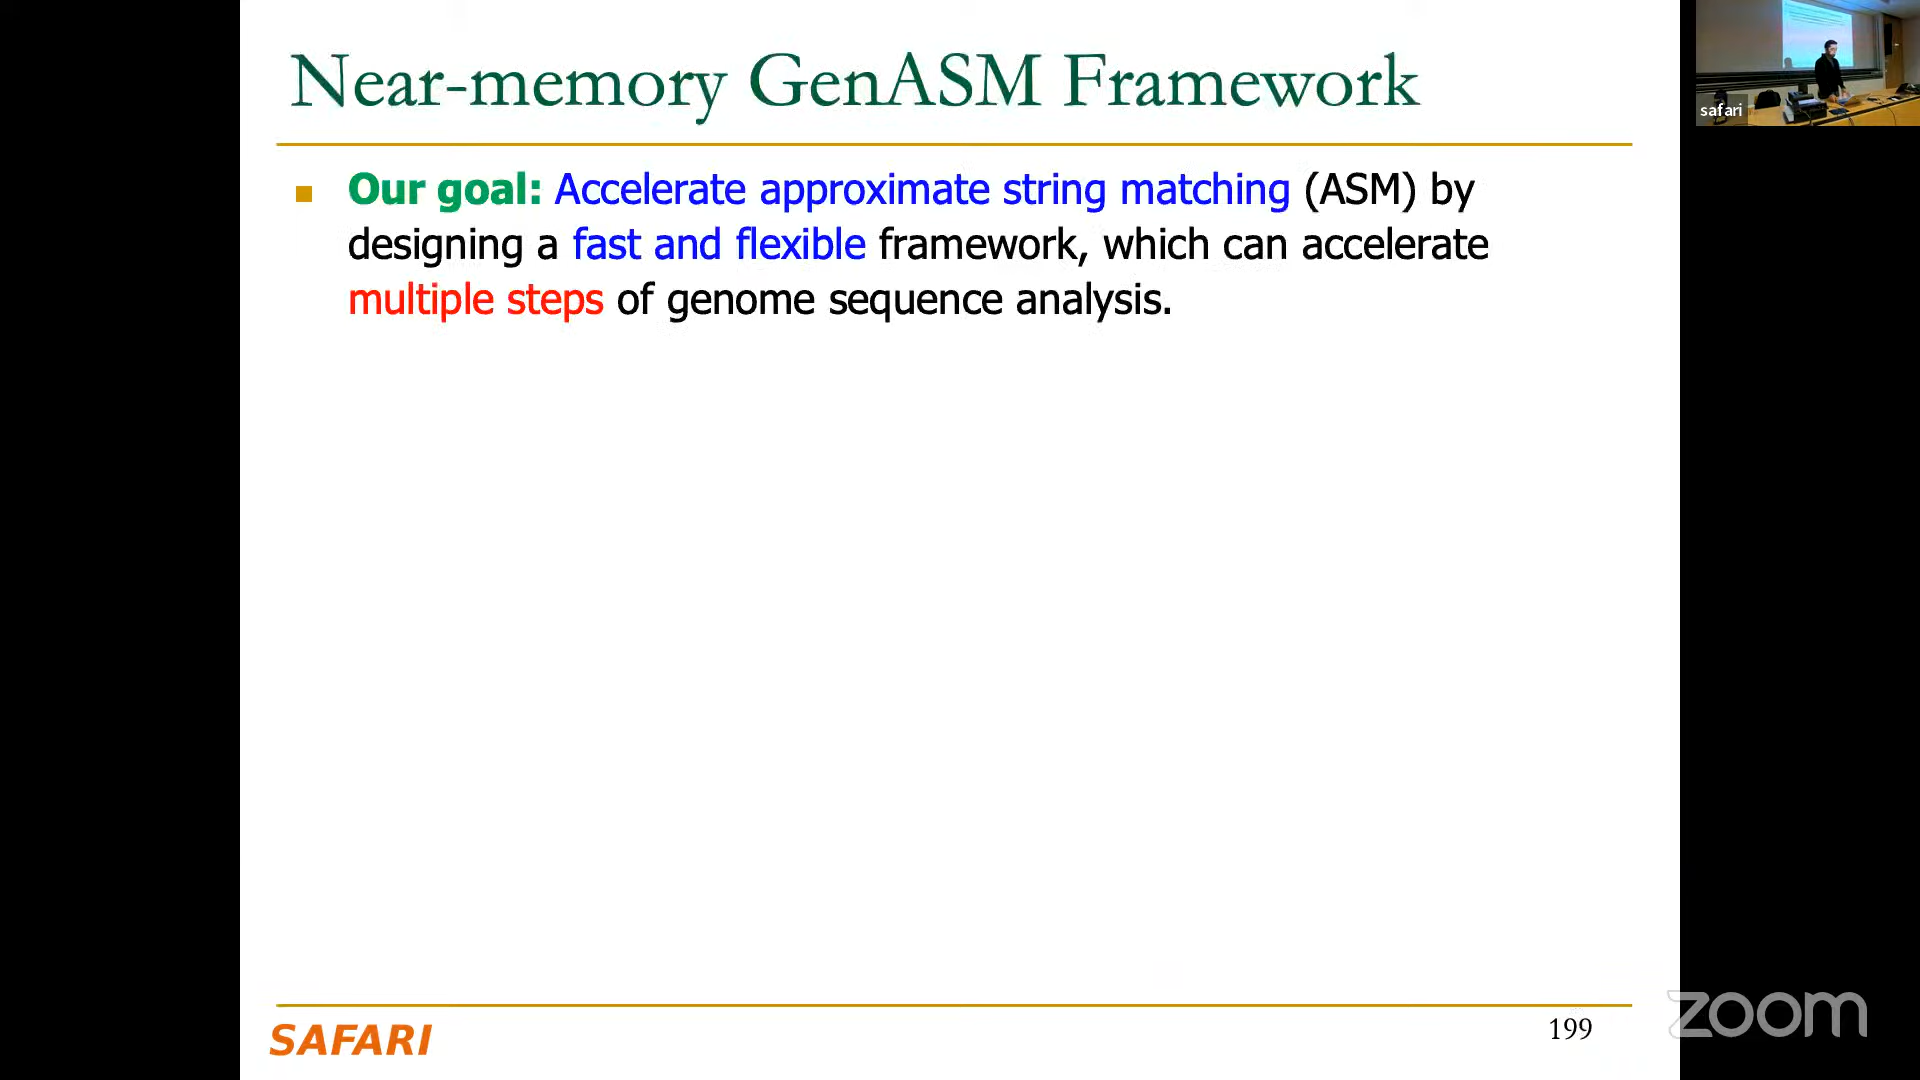 Near-memory GenASM Framework
safari
Our goal: Accelerate approximate string matching (ASM) by
designing a fast and flexible framework, which can accelerate
multiple steps of genome sequence analysis.
SAFARI
199
zoom